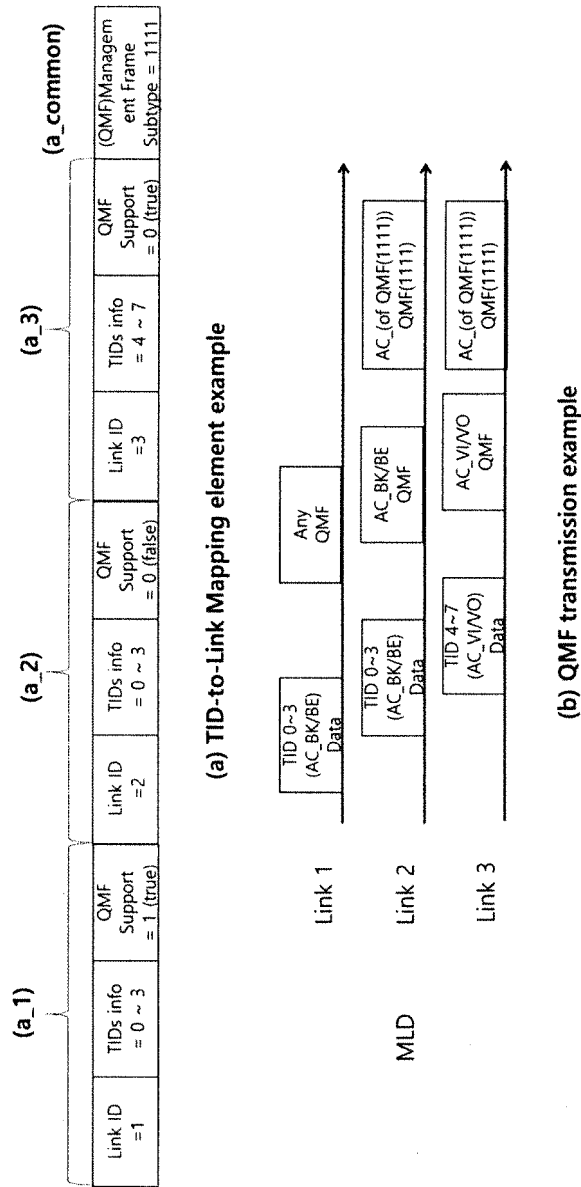 (a_1)
(a_2)
(a_3)
(a_common)
Link ID
=1
TIDs info
= 0 ~ 3
QMF
Support
= 1 (true)
Link ID
=2
TIDs info
= 0 ~ 3
QMF
Support
= 0 (false)
Link ID
=3
TIDs info
= 4 ~ 7
QMF
Support
= 0 (true)
(QMF)Managem
ent Frame
Subtype = 1111
(a) TID-to-Link Mapping element example
MLD
Link 1
TID 0~3
(AC_BK/BE)
Data
Any
QMF
Link 2
TID 0~3
(AC_BK/BE)
Data
AC_BK/BE
QMF
AC_(of QMF(1111))
QMF(1111)
Link 3
TID 4~7
(AC_VI/VO)
Data
AC_VI/VO
QMF
AC_(of QMF(1111))
QMF(1111)
(b) QMF transmission example